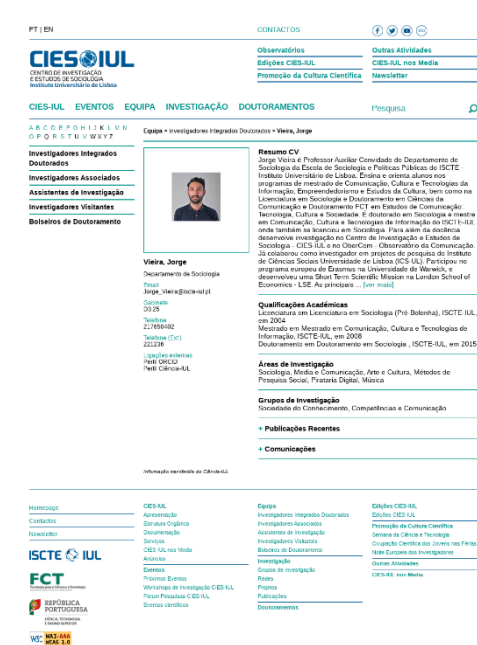 PT | EN
CONTACTOS
CIES IUL
CENTRO DE INVESTIGAÇÃO
E ESTUDOS DE SOCIOLOGIA
Instituto Universitário de Lisboa
Observatórios
Edições CIES-IUL
Promoção da Cultura Científica
Outras Atividades
CIES-IUL nos Media
Newsletter
CIES-IUL EVENTOS EQUIPA INVESTIGAÇÃO DOUTORAMENTOS
Pesquisa
A B C D E F G H I J K L V N
O P Q R S T U V W X Y Z
Investigadores Integrados
Doutorados
Investigadores Associados
Assistentes de Investigação
Investigadores Visitantes
Bolseiros de Doutoramento
Equipa > Investigadores Integrados Doutorados > Vieira, Jorge
Vieira, Jorge
Departamento de Sociologia
Email
Jorge_Vieira@iscte-iul.pt
Gabinete
D3.25
Telefone
217650402
Telefone (Ext)
221236
Ligações externas
Perfil ORCID
Perfil Ciência-IUL
Resumo CV
Jorge Vieira é Professor Auxiliar Convidado do Departamento de
Sociologia da Escola de Sociologia e Políticas Públicas do ISCTE -
Instituto Universitário de Lisboa. Ensina e orienta alunos nos
programas de mestrado de Comunicação, Cultura e Tecnologias da
Informação, Empreendedorismo e Estudos da Cultura, bem como na
Licenciatura em Sociologia e Doutoramento em Ciências da
Comunicação e Doutoramento FCT em Estudos de Comunicação:
Tecnologia, Cultura e Sociedade. É doutorado em Sociologia e mestre
em Comunicação, Cultura e Tecnologias de Informação do ISCTE-IUL
onde também se licenciou em Sociologia. Para além da docência
desenvolve investigação no Centro de Investigação e Estudos de
Sociologia - CIES-IUL e no OberCom - Observatório da Comunicação.
Já colaborou como investigador em projetos de pesquisa do Instituto
de Ciências Sociais Universidade de Lisboa (ICS-UL). Participou no
programa europeu de Erasmus na Universidade de Warwick, e
desenvolveu uma Short Term Scientific Mission na London School of
Economics - LSE. As principais ... [ver mais]
Qualificações Académicas
Licenciatura em Licenciatura em Sociologia (Pré-Bolonha), ISCTE-IUL,
em 2004
Mestrado em Mestrado em Comunicação, Cultura e Tecnologias de
Informação, ISCTE-IUL, em 2008
Doutoramento em Doutoramento em Sociologia , ISCTE-IUL, em 2015
Áreas de Investigação
Sociologia, Media e Comunicação, Arte e Cultura, Métodos de
Pesquisa Social, Pirataria Digital, Música
Grupos de Investigação
Sociedade do Conhecimento, Competências e Comunicação
+ Publicações Recentes
+ Comunicações
Informação transferida do Ciência-IUL
Homepage
Contactos
Newsletter
ISCTE IUL
FCT
Fundação para a Ciência e a Tecnologia
REPÚBLICA
PORTUGUESA
CIÊNCIA, TECNOLOGIA
E ENSINO SUPERIOR
W3C WAI-AAA
WCAG 1.0
CIES-IUL
Apresentação
Estrutura Orgânica
Documentação
Serviços
CIES-IUL nos Media
Anúncios
Eventos
Próximos Eventos
Workshops de Investigação CIES-IUL
Fórum Pesquisas CIES-IUL
Eventos científicos
Equipa
Investigadores Integrados Doutorados
Investigadores Associados
Assistentes de Investigação
Investigadores Visitantes
Bolseiros de Doutoramento
Investigação
Grupos de Investigação
Redes
Projetos
Publicações
Doutoramentos
Edições CIES-IUL
Edições CIES-IUL
Promoção da Cultura Científica
Semana da Ciência e Tecnologia
Ocupação Científica dos Jovens nas Férias
Noite Europeia dos Investigadores
Outras Atividades
CIES-IUL nos Media